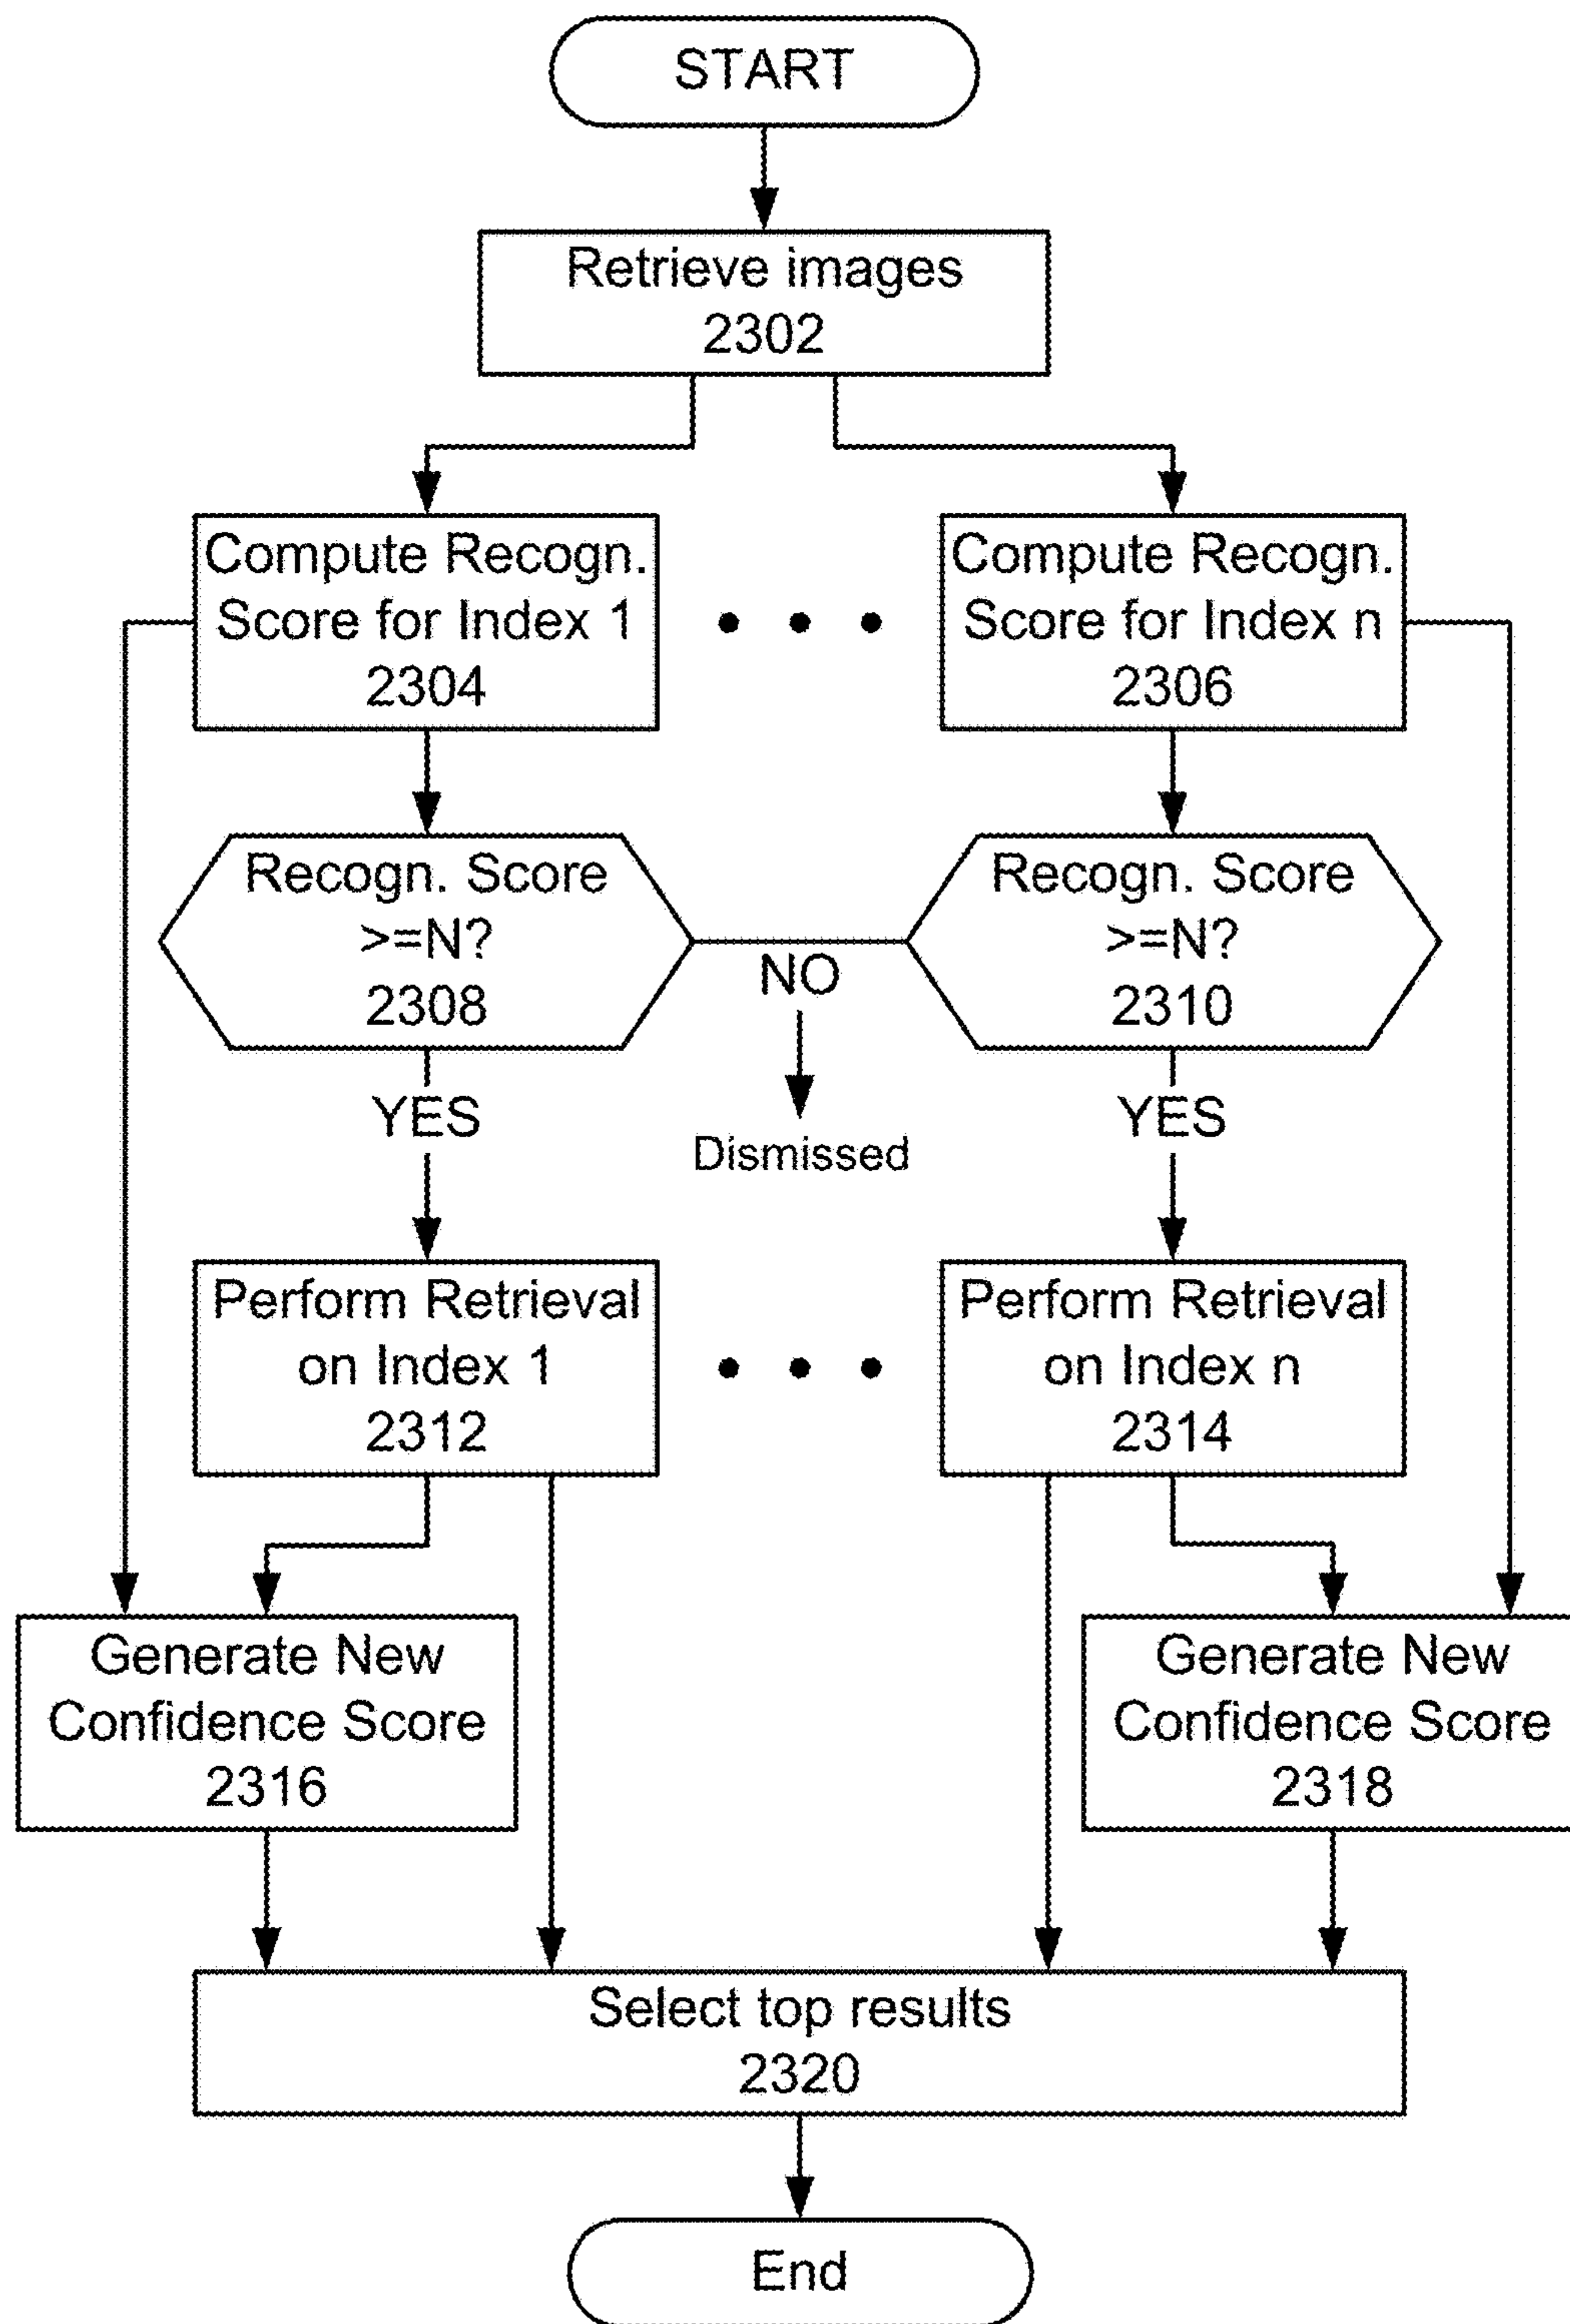 START
Retrieve images
2302
Compute Recogn.
Score for Index 1
2304
Compute Recogn.
Score for Index n
2306
Recogn. Score
>=N?
2308
NO
Recogn. Score
>=N?
2310
YES
Dismissed
YES
Perform Retrieval
on Index 1
2312
Perform Retrieval
on Index n
2314
Generate New
Confidence Score
2316
Generate New
Confidence Score
2318
Select top results
2320
End